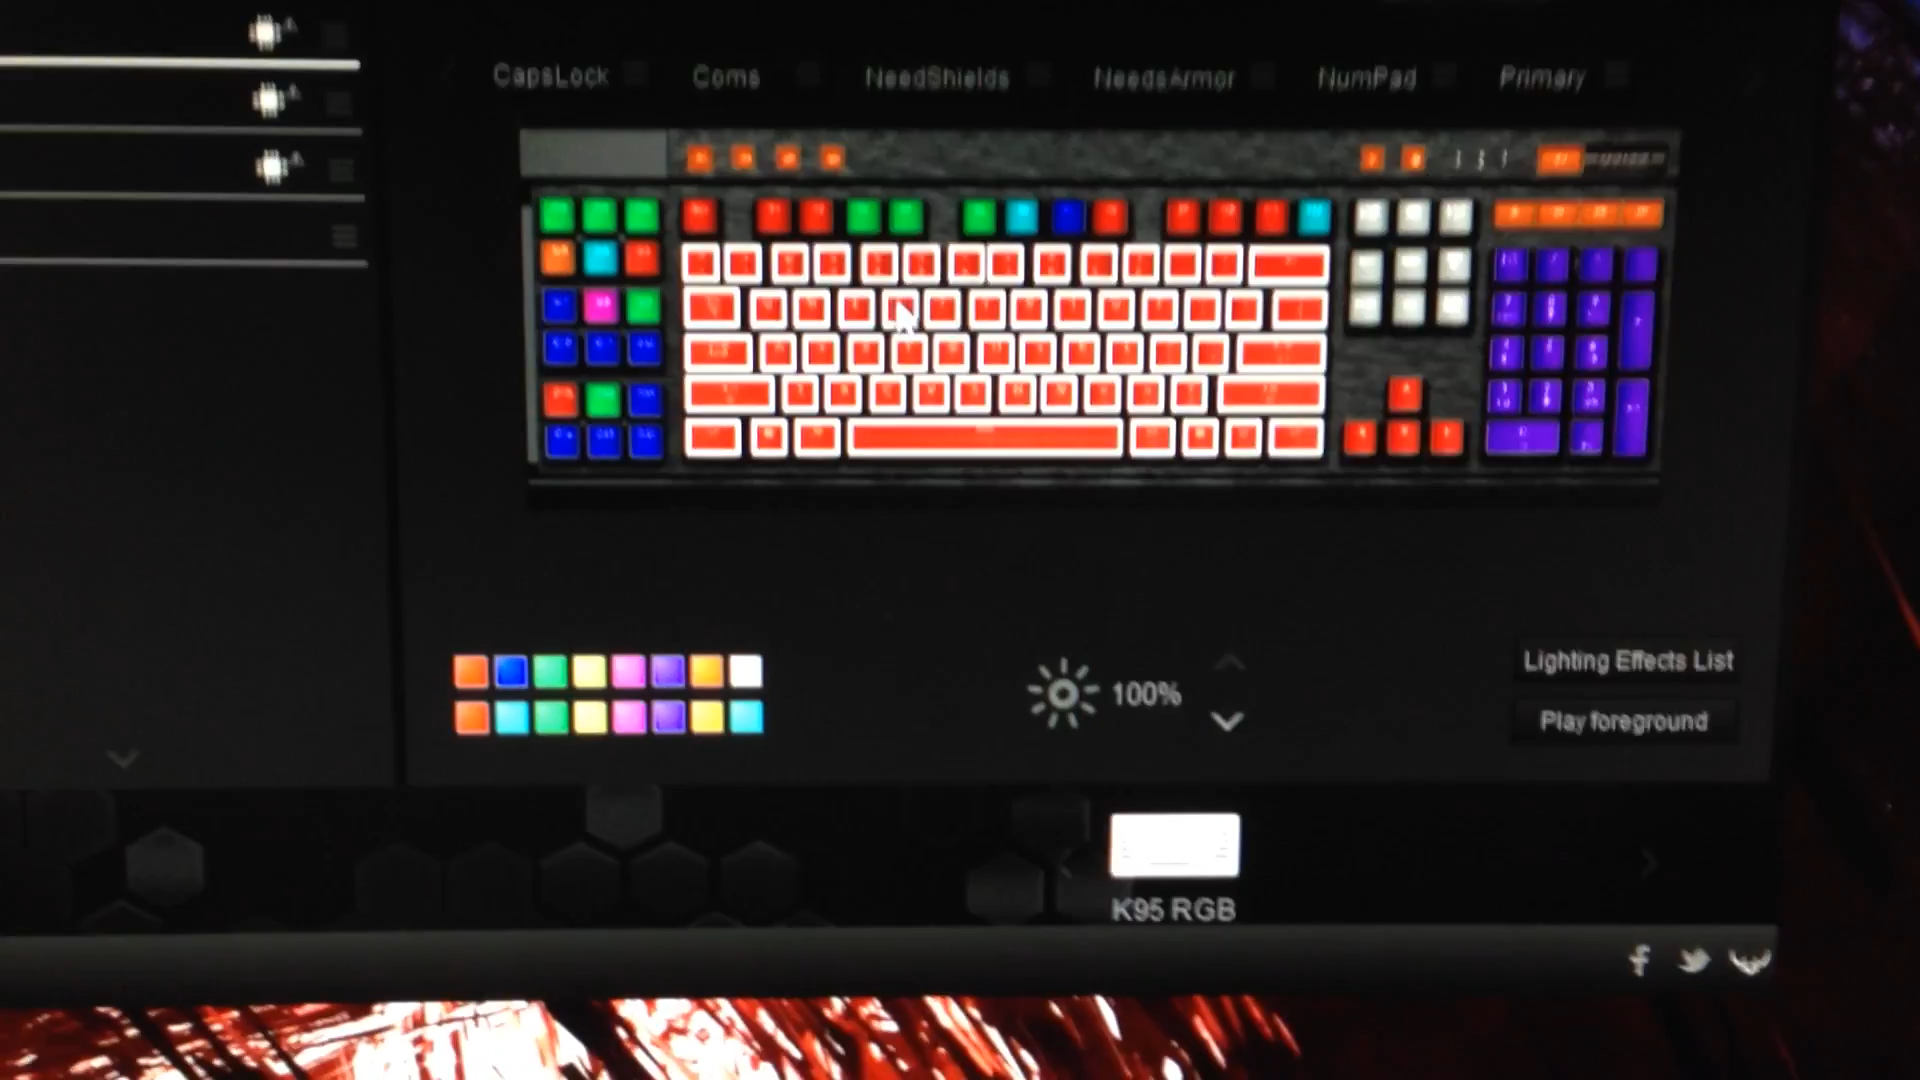 CapsLock Coms NeedShields NeedsArmor NumPad Primary
100%
Lighting Effects List
Play foreground
K95 RGB